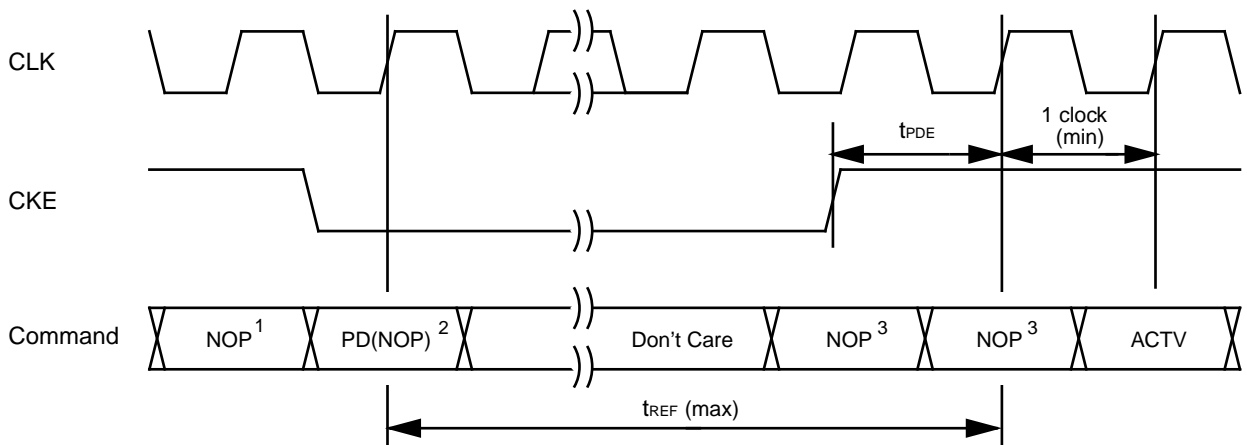 CLK
tPDE
1 clock
(min)
CKE
Command
NOP 1
PD(NOP) 2
Don't Care
NOP 3
NOP 3
ACTV
tREF (max)